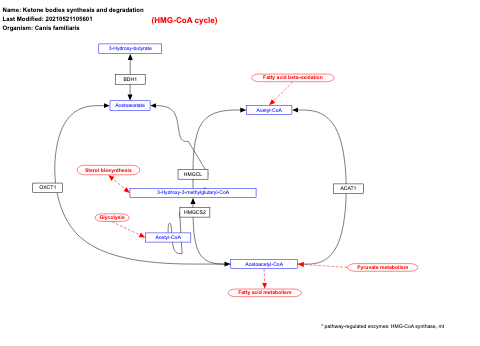 Name: Ketone bodies synthesis and degradation
Last Modified: 20210521105601
Organism: Canis familiaris
(HMG-CoA cycle)
3-Hydroxy-butyrate
BDH1
Fatty acid beta-oxidation
Acetoacetate
Acetyl-CoA
Sterol biosynthesis
HMGCL
OXCT1
3-Hydroxy-3-methylglutaryl-CoA
ACAT1
Glycolysis
HMGCS2
Acetyl-CoA
Acetoacetyl-CoA
Pyruvate metabolism
Fatty acid metabolism
* pathway-regulated enzymes: HMG-CoA synthase, mt